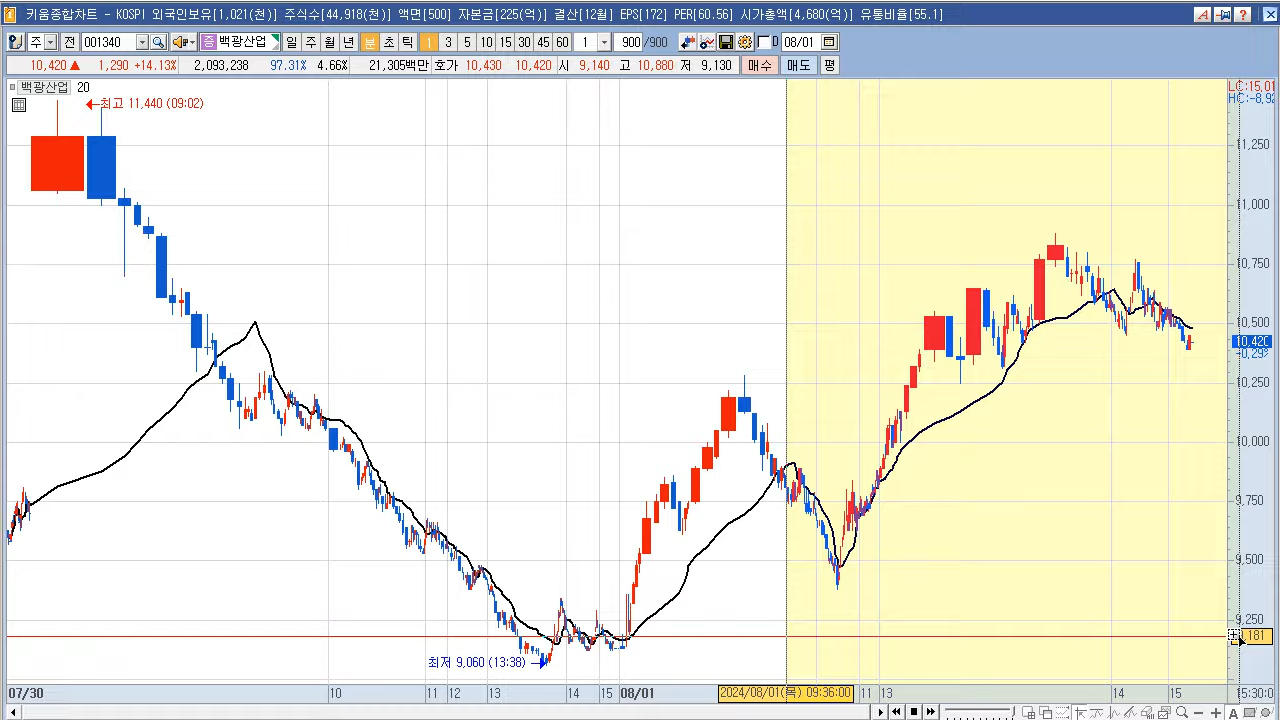 키움종합차트 - KOSPI 외국인보유[1,021(천)] 주식수[44,918(천)] 액면[500] 자본금[225(억)] 결산[12월] EPS[172] PER[60.56] 시가총액[4,680(억)] 유통비율[55.1]
주 전 001340 증 백광산업 일 주 월 년 분 초 틱 1 3 5 10 15 30 45 60 1 900 /900 D 08/01
10,420 ▲ 1,290 +14.13% 2,093,238 97.31% 4.66% 21,305백만 호가 10,430 10,420 시 9,140 고 10,880 저 9,130 매수 매도 평
백광산업 20
최고 11,440 (09:02)
LC:15,01
HC:-8,92
11,250
11,000
10,750
10,500
10,420
-0.29%
10,250
10,000
9,750
9,500
9,250
181
최저 9,060 (13:38)
07/30 10 11 12 13 14 15 08/01 2024/08/01(목) 09:36:00 11 13 14 15 15:30:0
A